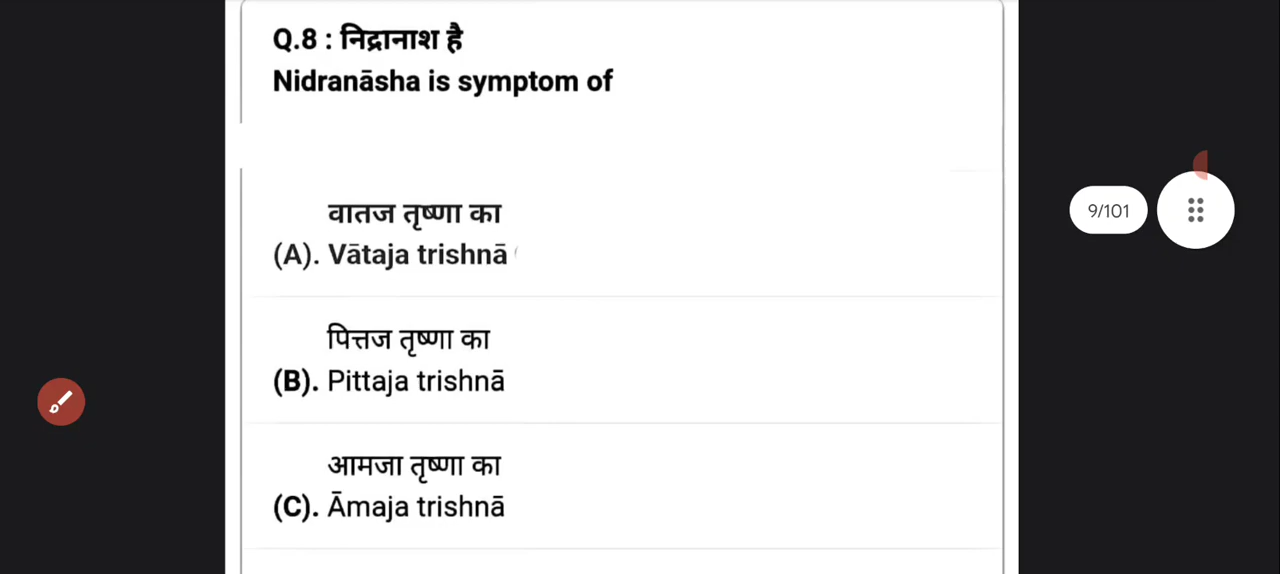 Q.8 : निद्रानाश है
Nidranāsha is symptom of
वातज तृष्णा का
(A). Vātaja trishnā
पित्तज तृष्णा का
(B). Pittaja trishnā
आमजा तृष्णा का
(C). Āmaja trishnā
9/101